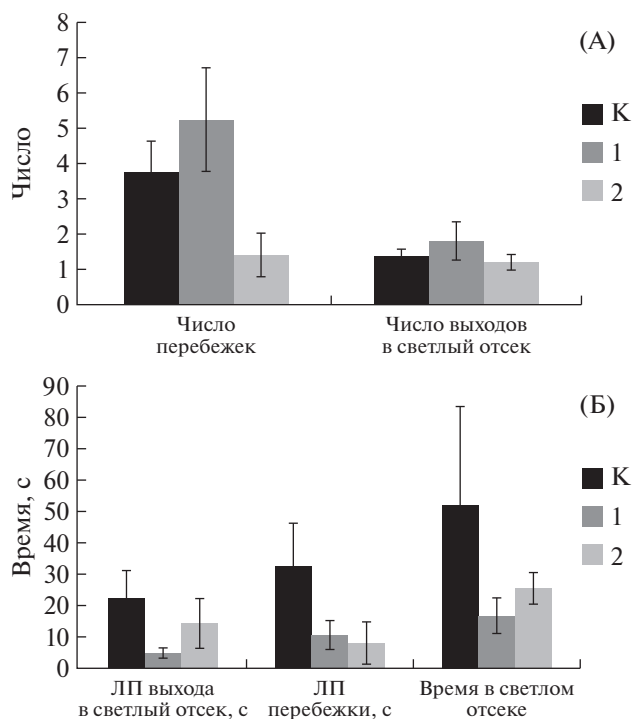 (А)
Число
8
7
6
5
4
3
2
1
0
К
1
2
Число
перебежек
Число выходов
в светлый отсек
(Б)
Время, с
90
80
70
60
50
40
30
20
10
0
К
1
2
ЛП выхода
в светлый отсек, с
ЛП
перебежки, с
Время в светлом
отсеке